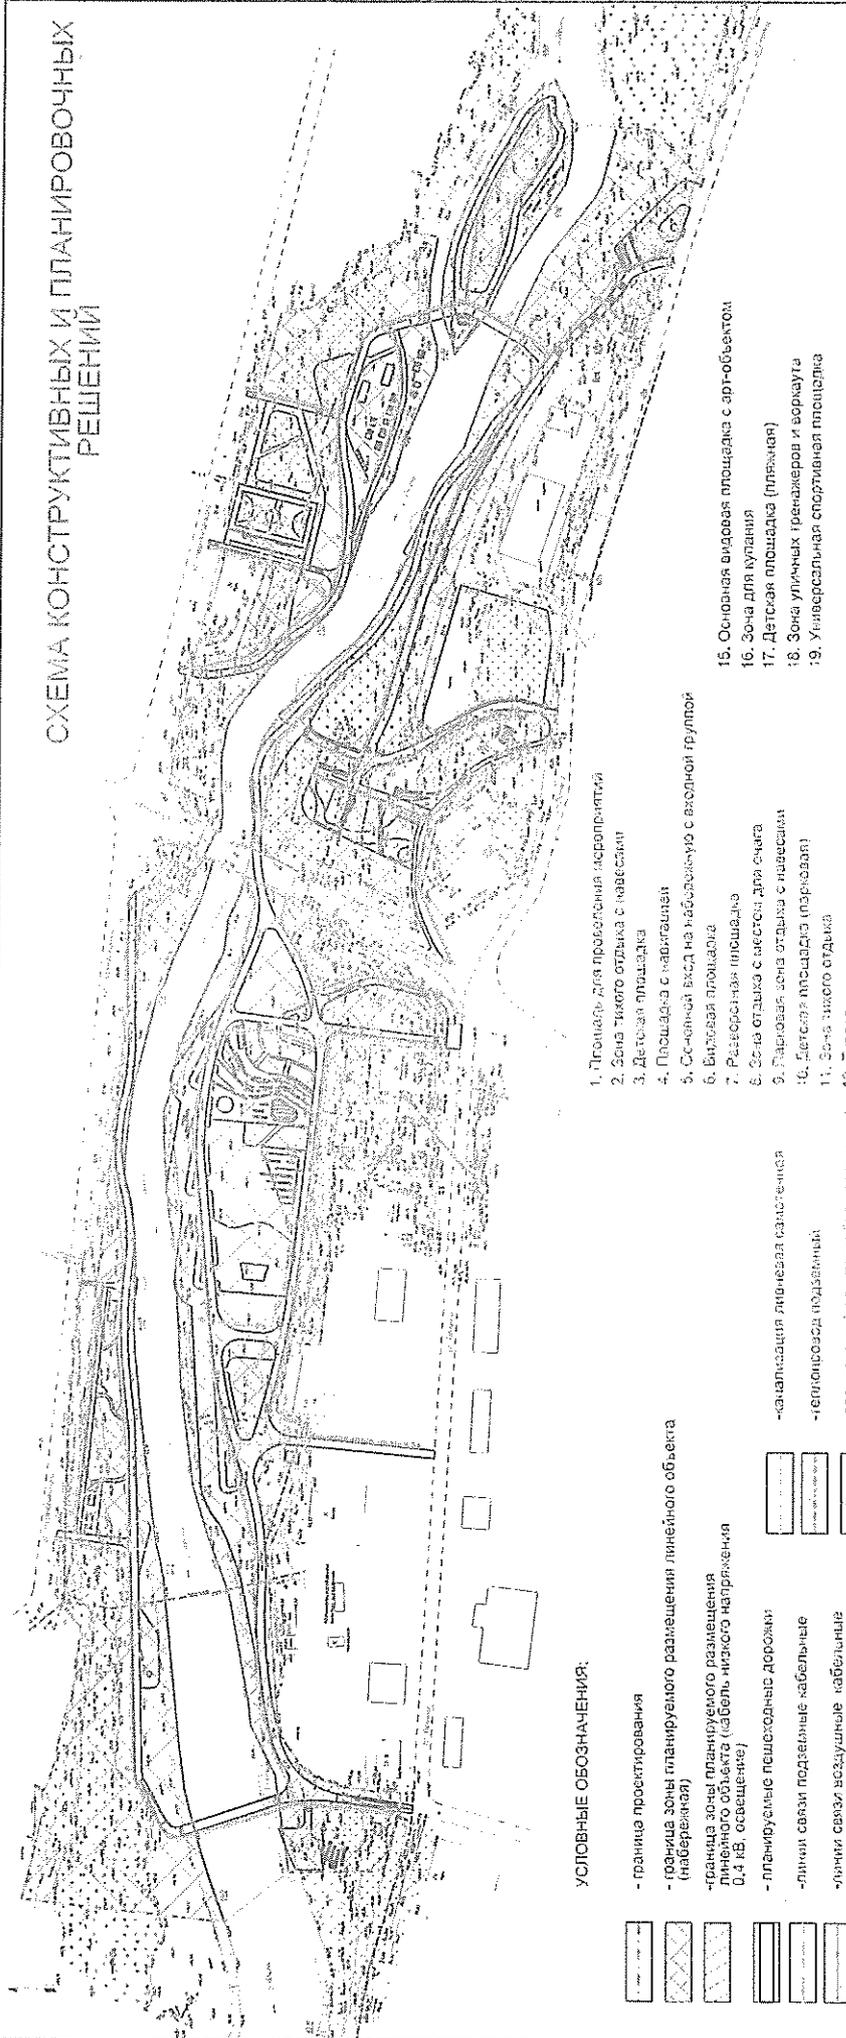 СХЕМА КОНСТРУКТИВНЫХ И ПЛАНИРОВОЧНЫХ
РЕШЕНИЙ
УСЛОВНЫЕ ОБОЗНАЧЕНИЯ:
- граница проектирования
- граница зоны планируемого размещения линейного объекта
(набережная)
-граница зоны планируемого размещения
линейного объекта (кабель низкого напряжения
0,4 кВ, освещение)
- планируемые пешеходные дорожки
-линии связи подземные кабельные
-линии связи воздушные кабельные
-канализация ливневая самотечная
-теплопровод подземный
1. Площадь для проведения мероприятий
2. Зона тихого отдыха с навесами
3. Детская площадка
4. Площадка с навигацией
5. Основной вход на набережную с входной группой
6. Видовая площадка
7. Разворотная площадка
8. Зона отдыха с местом для очага
9. Парковая зона отдыха с навесами
10. Детская площадка (парковая)
11. Зона тихого отдыха
15. Основная видовая площадка с арт-объектом
16. Зона для купания
17. Детская площадка (пляжная)
18. Зона уличных тренажеров и воркаута
19. Универсальная спортивная площадка